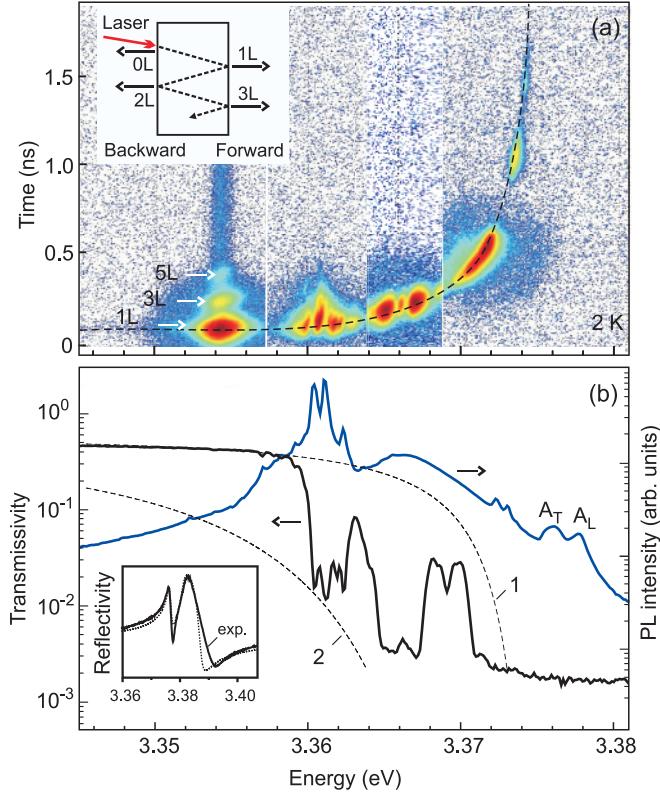 (a)
Laser
0L
1L
2L
3L
Backward
Forward
Time (ns)
1.5
1.0
0.5
0
5L
3L
1L
2 K
(b)
Transmissivity
10⁰
10⁻¹
10⁻²
10⁻³
PL intensity (arb. units)
A_T
A_L
1
2
Reflectivity
exp.
3.36
3.38
3.40
3.35
3.36
3.37
3.38
Energy (eV)